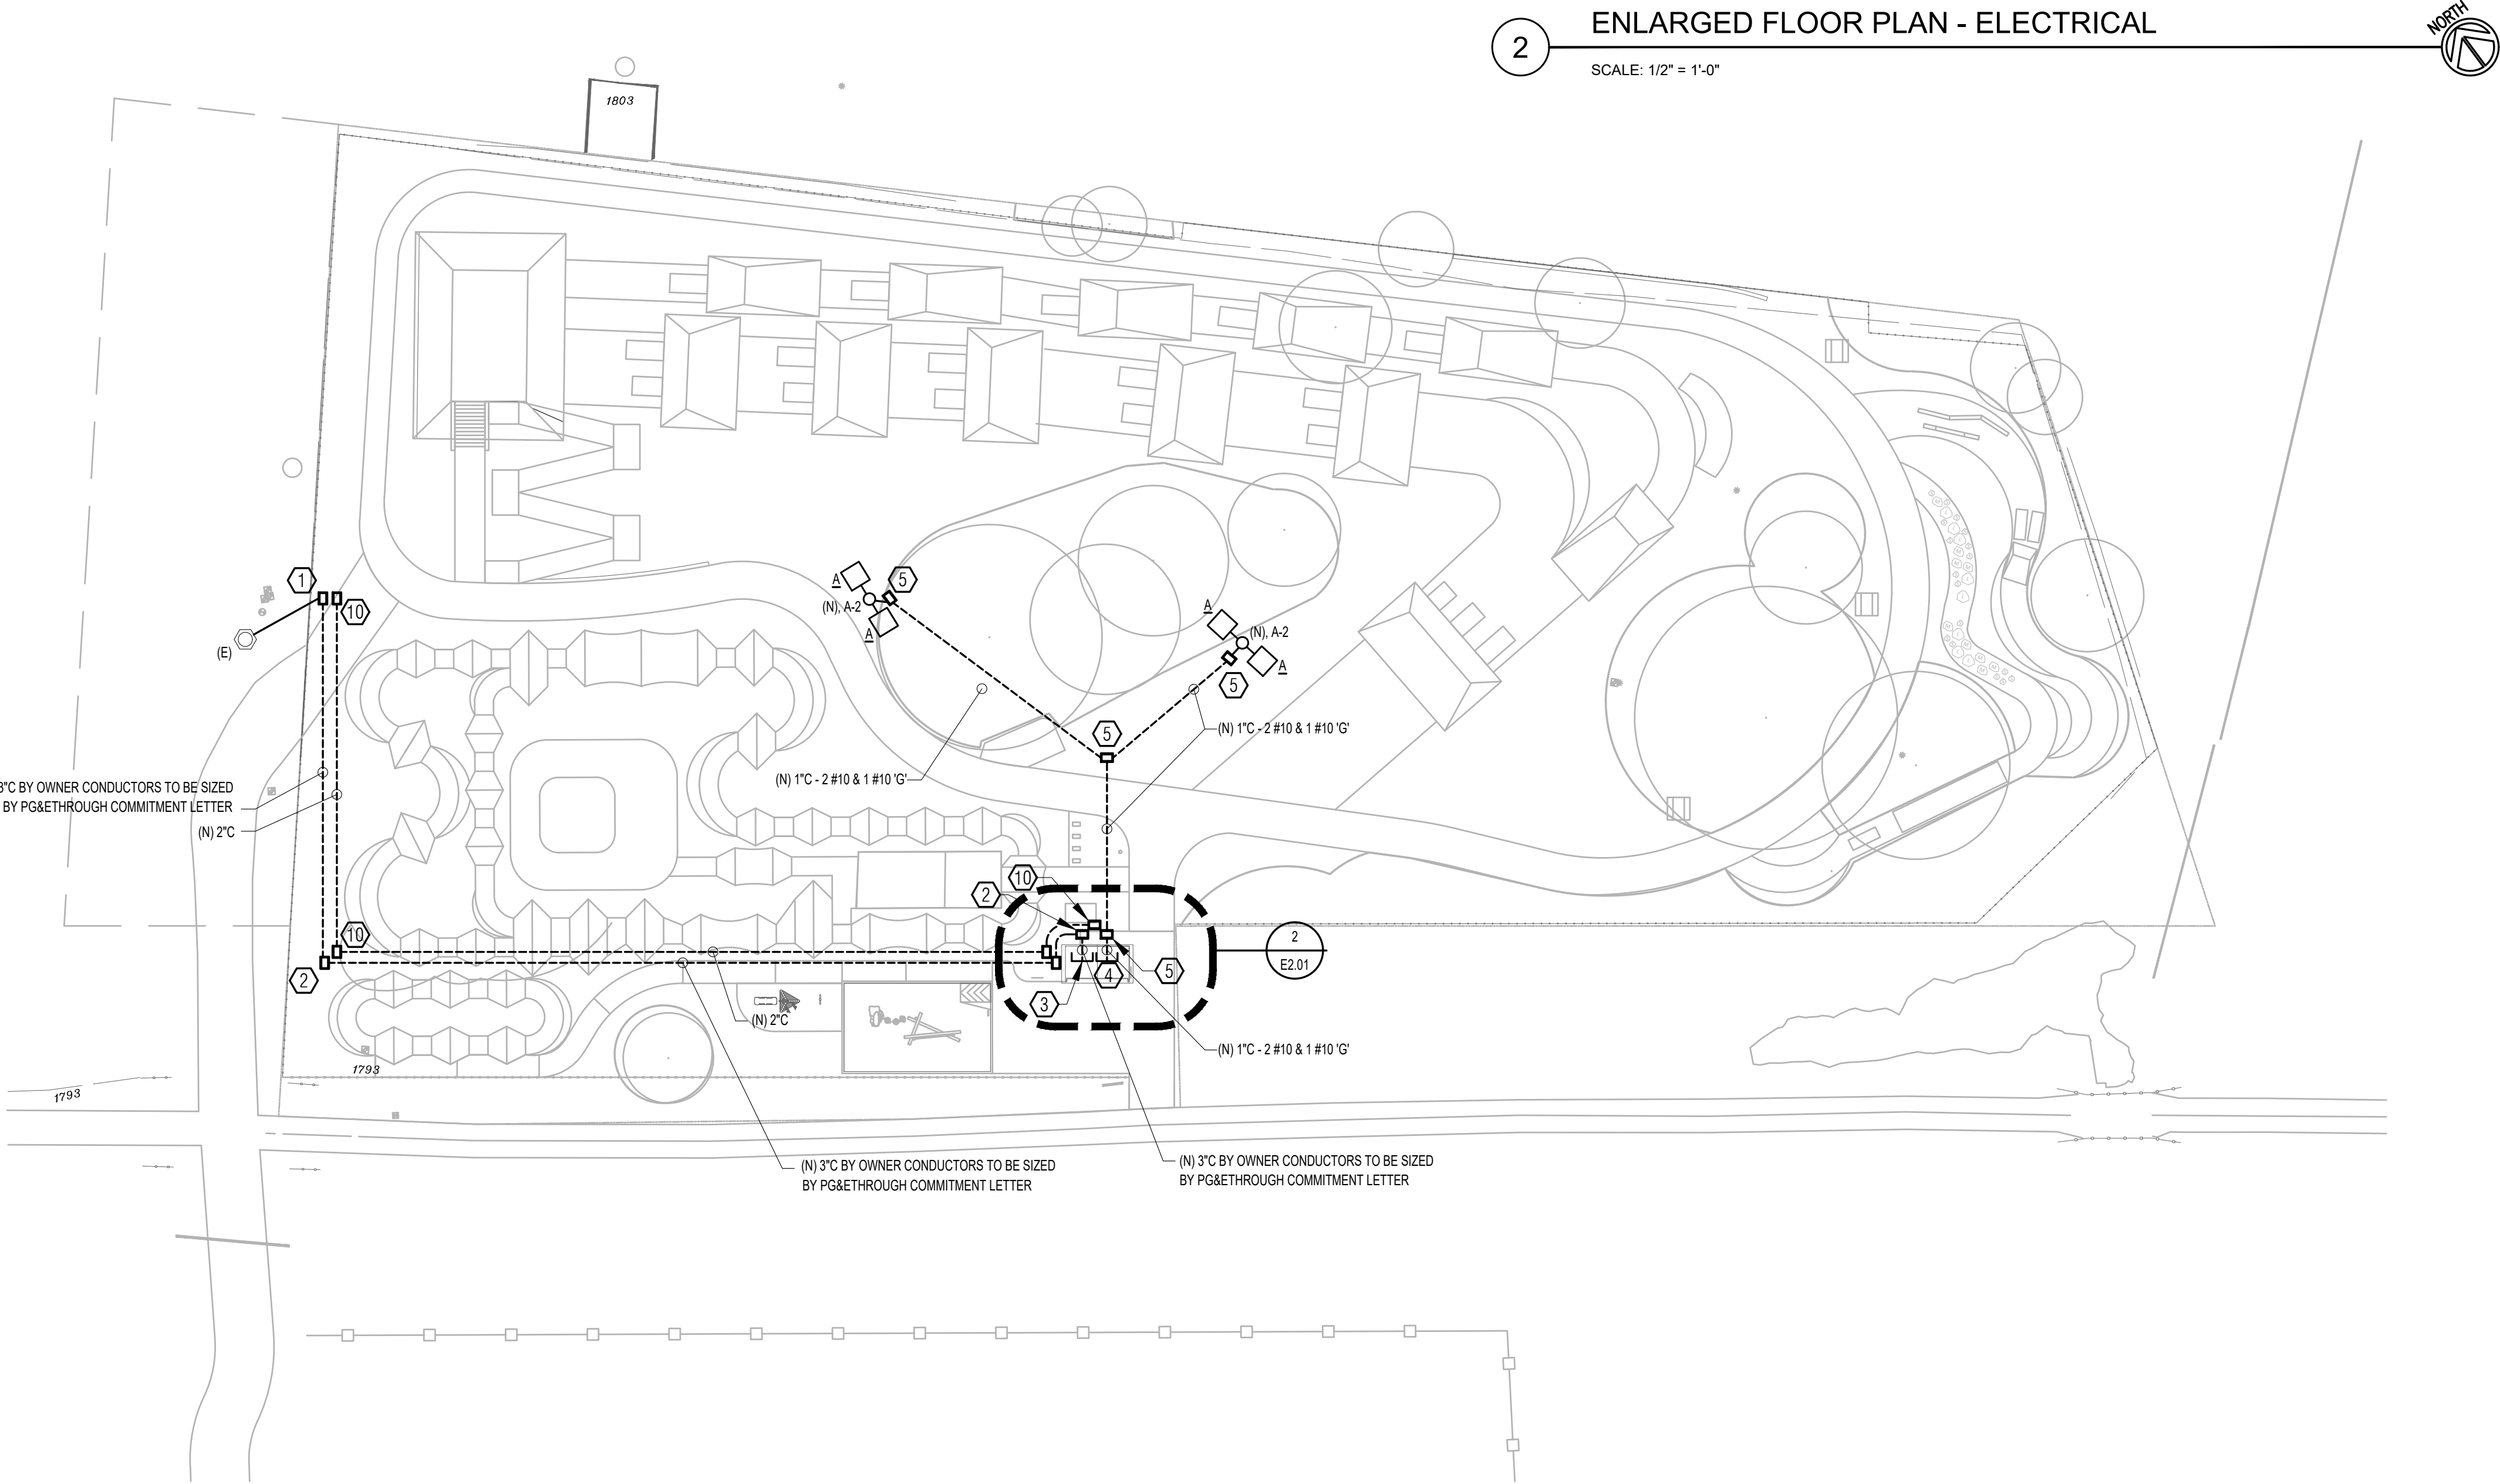 2
ENLARGED FLOOR PLAN - ELECTRICAL
SCALE: 1/2" = 1'-0"
NORTH
1803
1
10
(E)
A
(N), A-2
A
5
A
(N), A-2
A
5
5
(N) 1"C - 2 #10 & 1 #10 'G'
(N) 1"C - 2 #10 & 1 #10 'G'
3"C BY OWNER CONDUCTORS TO BE SIZED
BY PG&ETHROUGH COMMITMENT LETTER
(N) 2"C
10
2
10
2
2
E2.01
5
4
3
(N) 2"C
(N) 1"C - 2 #10 & 1 #10 'G'
1793
1793
(N) 3"C BY OWNER CONDUCTORS TO BE SIZED
BY PG&ETHROUGH COMMITMENT LETTER
(N) 3"C BY OWNER CONDUCTORS TO BE SIZED
BY PG&ETHROUGH COMMITMENT LETTER